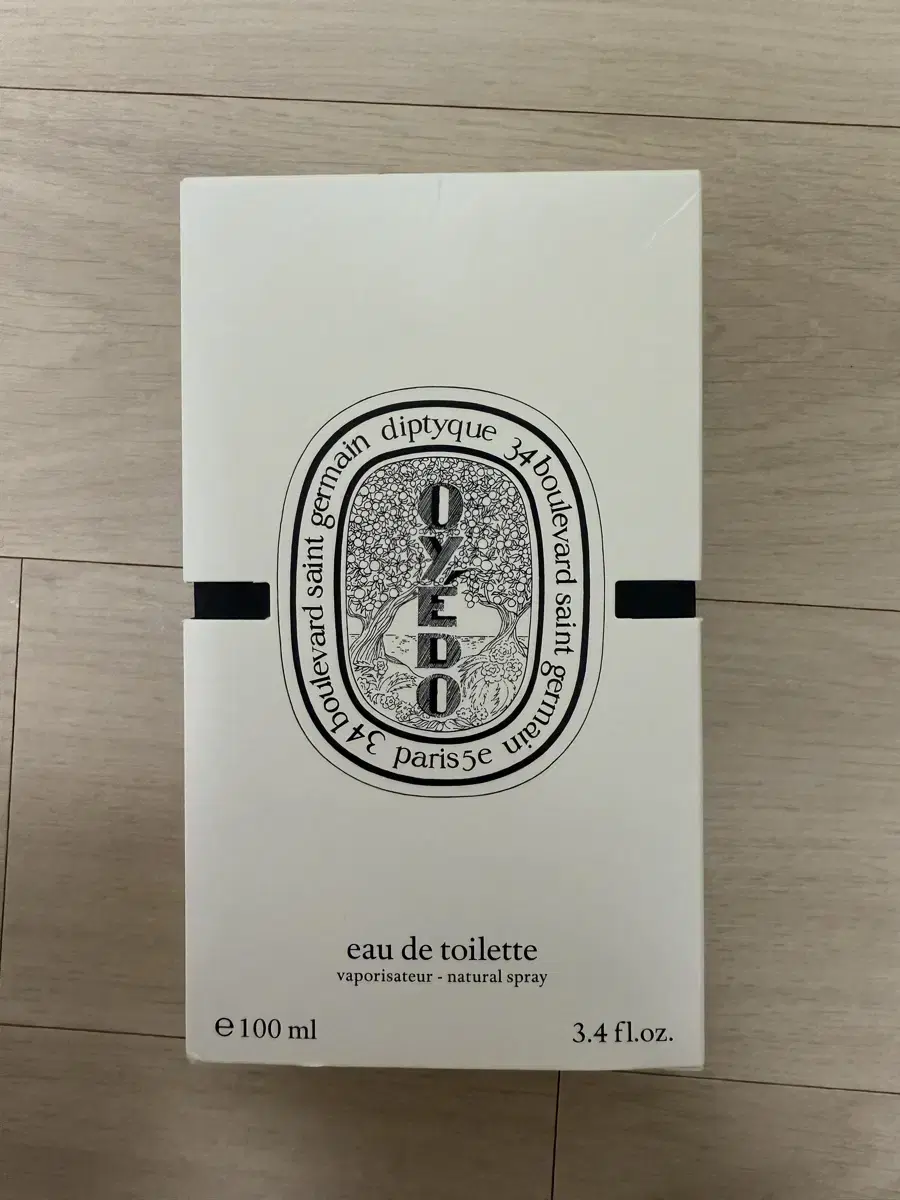 diptyque 34 boulevard saint germain paris5e 34 boulevard saint germain
OYÉDO
eau de toilette
vaporisateur - natural spray
℮ 100 ml
3.4 fl.oz.